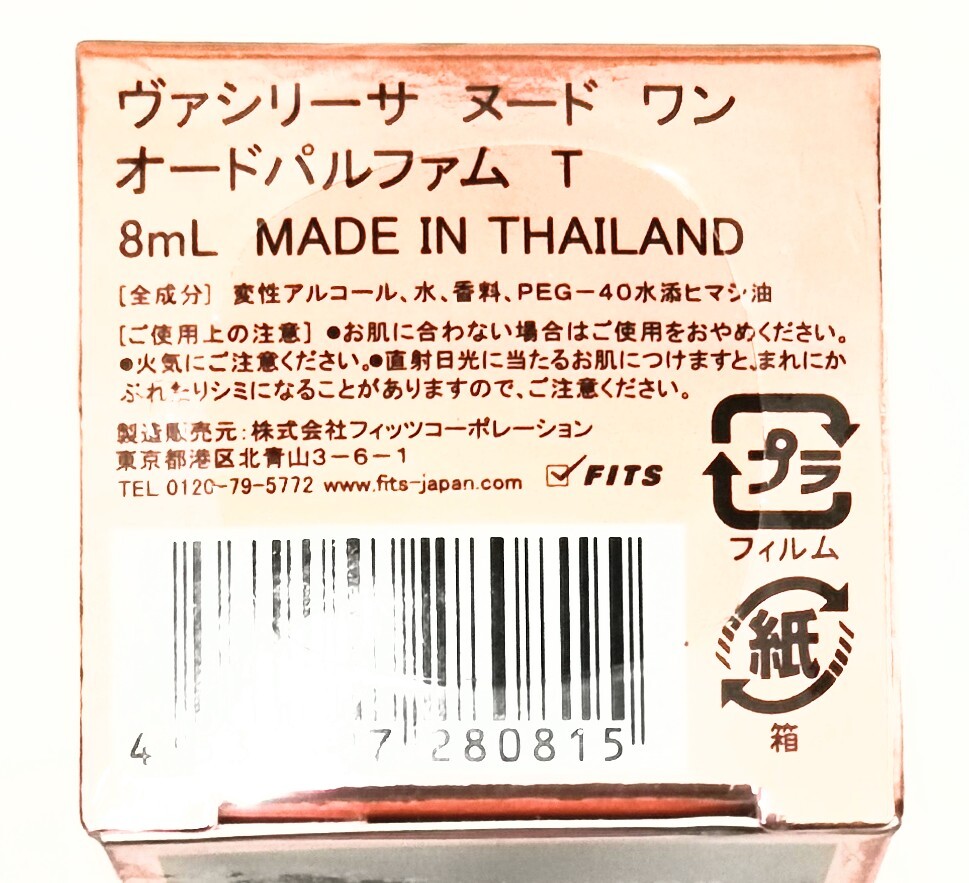 ヴァシリーサ ヌード ワン
オードパルファム T
8mL MADE IN THAILAND
[全成分] 変性アルコール、水、香料、PEG－40水添ヒマシ油
[ご使用上の注意] ●お肌に合わない場合はご使用をおやめください。
●火気にご注意ください。●直射日光に当たるお肌につけますと、まれにか
ぶれたりシミになることがありますので、ご注意ください。
製造販売元：株式会社フィッツコーポレーション
東京都港区北青山3－6－1
TEL 0120-79-5772 www.fits-japan.com FITS
プラ
フィルム
紙
箱
4 7 280815